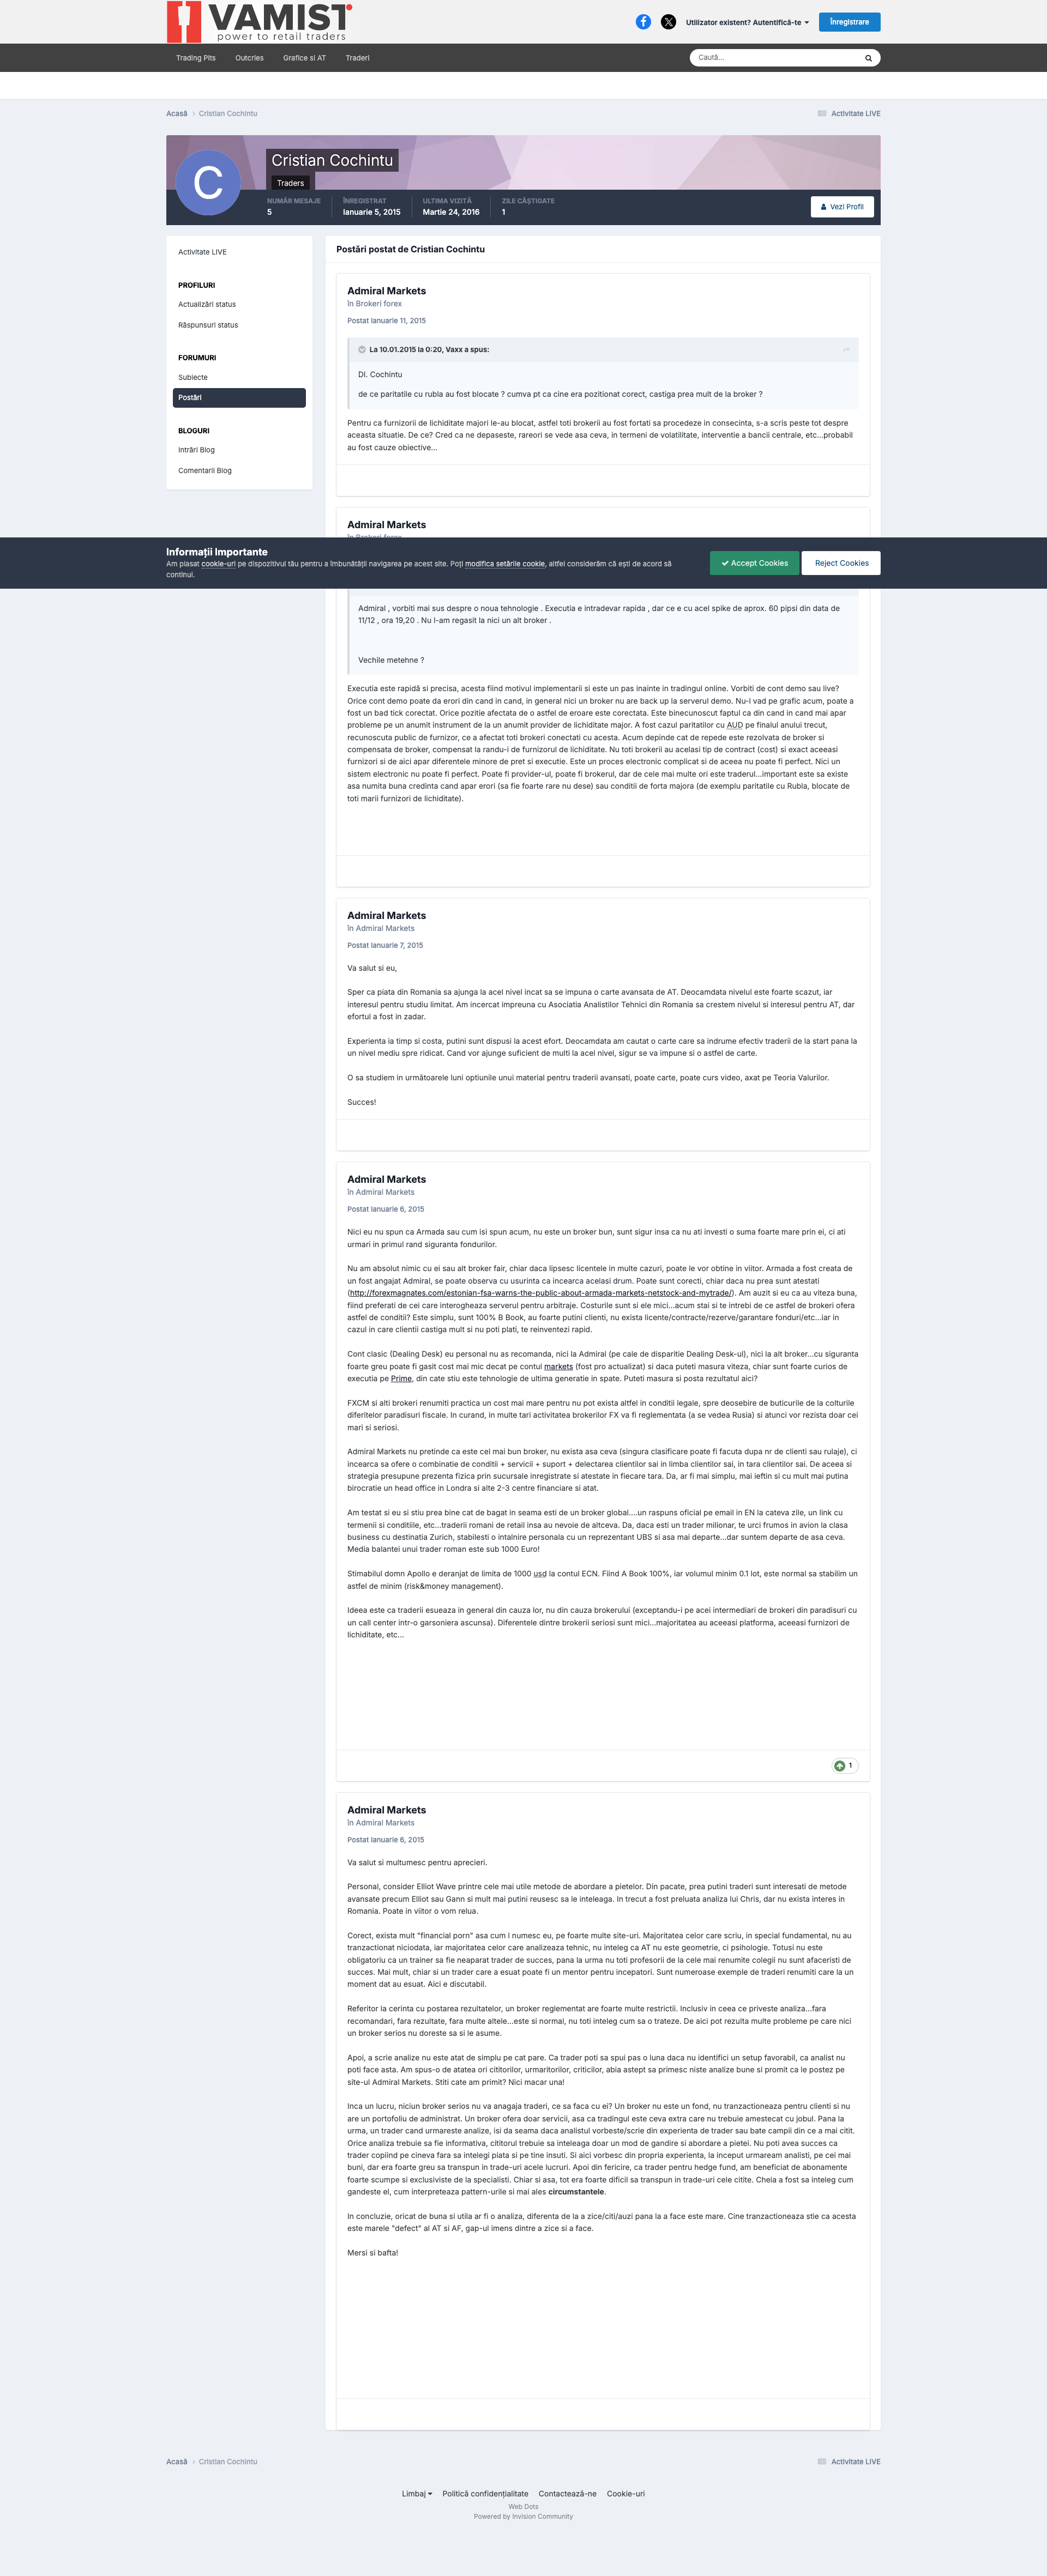 VAMIST
power to retail traders
Utilizator existent? Autentifică-te
Înregistrare
Trading Pits
Outcries
Grafice si AT
Traderi
Caută...
Acasă
Cristian Cochintu
Activitate LIVE
C
Cristian Cochintu
Traders
NUMĂR MESAJE
5
ÎNREGISTRAT
Ianuarie 5, 2015
ULTIMA VIZITĂ
Martie 24, 2016
ZILE CÂȘTIGATE
1
Vezi Profil
Activitate LIVE
PROFILURI
Actualizări status
Răspunsuri status
FORUMURI
Subiecte
Postări
BLOGURI
Intrări Blog
Comentarii Blog
Postări postat de Cristian Cochintu
Admiral Markets
în Brokeri forex
Postat Ianuarie 11, 2015
La 10.01.2015 la 0:20, Vaxx a spus:
Dl. Cochintu
de ce paritatile cu rubla au fost blocate ? cumva pt ca cine era pozitionat corect, castiga prea mult de la broker ?
Pentru ca furnizorii de lichiditate majori le-au blocat, astfel toti brokerii au fost fortati sa procedeze in consecinta, s-a scris peste tot despre
aceasta situatie. De ce? Cred ca ne depaseste, rareori se vede asa ceva, in termeni de volatilitate, interventie a bancii centrale, etc...probabil
au fost cauze obiective...
Admiral Markets
în Brokeri forex
Informații Importante
Am plasat cookie-uri pe dispozitivul tău pentru a îmbunătății navigarea pe acest site. Poți modifica setările cookie, altfel considerăm că ești de acord să
continui.
Accept Cookies
Reject Cookies
Admiral , vorbiti mai sus despre o noua tehnologie . Executia e intradevar rapida , dar ce e cu acel spike de aprox. 60 pipsi din data de
11/12 , ora 19,20 . Nu l-am regasit la nici un alt broker .
Vechile metehne ?
Executia este rapidă si precisa, acesta fiind motivul implementarii si este un pas inainte in tradingul online. Vorbiti de cont demo sau live?
Orice cont demo poate da erori din cand in cand, in general nici un broker nu are back up la serverul demo. Nu-l vad pe grafic acum, poate a
fost un bad tick corectat. Orice pozitie afectata de o astfel de eroare este corectata. Este binecunoscut faptul ca din cand in cand mai apar
probleme pe un anumit instrument de la un anumit provider de lichiditate major. A fost cazul paritatilor cu AUD pe finalul anului trecut,
recunoscuta public de furnizor, ce a afectat toti brokeri conectati cu acesta. Acum depinde cat de repede este rezolvata de broker si
compensata de broker, compensat la randu-i de furnizorul de lichiditate. Nu toti brokerii au acelasi tip de contract (cost) si exact aceeasi
furnizori si de aici apar diferentele minore de pret si executie. Este un proces electronic complicat si de aceea nu poate fi perfect. Nici un
sistem electronic nu poate fi perfect. Poate fi provider-ul, poate fi brokerul, dar de cele mai multe ori este traderul...important este sa existe
asa numita buna credinta cand apar erori (sa fie foarte rare nu dese) sau conditii de forta majora (de exemplu paritatile cu Rubla, blocate de
toti marii furnizori de lichiditate).
Admiral Markets
în Admiral Markets
Postat Ianuarie 7, 2015
Va salut si eu,
Sper ca piata din Romania sa ajunga la acel nivel incat sa se impuna o carte avansata de AT. Deocamdata nivelul este foarte scazut, iar
interesul pentru studiu limitat. Am incercat impreuna cu Asociatia Analistilor Tehnici din Romania sa crestem nivelul si interesul pentru AT, dar
efortul a fost in zadar.
Experienta ia timp si costa, putini sunt dispusi la acest efort. Deocamdata am cautat o carte care sa indrume efectiv traderii de la start pana la
un nivel mediu spre ridicat. Cand vor ajunge suficient de multi la acel nivel, sigur se va impune si o astfel de carte.
O sa studiem in următoarele luni optiunile unui material pentru traderii avansati, poate carte, poate curs video, axat pe Teoria Valurilor.
Succes!
Admiral Markets
în Admiral Markets
Postat Ianuarie 6, 2015
Nici eu nu spun ca Armada sau cum isi spun acum, nu este un broker bun, sunt sigur insa ca nu ati investi o suma foarte mare prin ei, ci ati
urmari in primul rand siguranta fondurilor.
Nu am absolut nimic cu ei sau alt broker fair, chiar daca lipsesc licentele in multe cazuri, poate le vor obtine in viitor. Armada a fost creata de
un fost angajat Admiral, se poate observa cu usurinta ca incearca acelasi drum. Poate sunt corecti, chiar daca nu prea sunt atestati
(http://forexmagnates.com/estonian-fsa-warns-the-public-about-armada-markets-netstock-and-mytrade/). Am auzit si eu ca au viteza buna,
fiind preferati de cei care interogheaza serverul pentru arbitraje. Costurile sunt si ele mici...acum stai si te intrebi de ce astfel de brokeri ofera
astfel de conditii? Este simplu, sunt 100% B Book, au foarte putini clienti, nu exista licente/contracte/rezerve/garantare fonduri/etc...iar in
cazul in care clientii castiga mult si nu poti plati, te reinventezi rapid.
Cont clasic (Dealing Desk) eu personal nu as recomanda, nici la Admiral (pe cale de disparitie Dealing Desk-ul), nici la alt broker...cu siguranta
foarte greu poate fi gasit cost mai mic decat pe contul markets (fost pro actualizat) si daca puteti masura viteza, chiar sunt foarte curios de
executia pe Prime, din cate stiu este tehnologie de ultima generatie in spate. Puteti masura si posta rezultatul aici?
FXCM si alti brokeri renumiti practica un cost mai mare pentru nu pot exista altfel in conditii legale, spre deosebire de buticurile de la colturile
diferitelor paradisuri fiscale. In curand, in multe tari activitatea brokerilor FX va fi reglementata (a se vedea Rusia) si atunci vor rezista doar cei
mari si seriosi.
Admiral Markets nu pretinde ca este cel mai bun broker, nu exista asa ceva (singura clasificare poate fi facuta dupa nr de clienti sau rulaje), ci
incearca sa ofere o combinatie de conditii + servicii + suport + delectarea clientilor sai in limba clientilor sai, in tara clientilor sai. De aceea si
strategia presupune prezenta fizica prin sucursale inregistrate si atestate in fiecare tara. Da, ar fi mai simplu, mai ieftin si cu mult mai putina
birocratie un head office in Londra si alte 2-3 centre financiare si atat.
Am testat si eu si stiu prea bine cat de bagat in seama esti de un broker global....un raspuns oficial pe email in EN la cateva zile, un link cu
termenii si conditiile, etc...traderii romani de retail insa au nevoie de altceva. Da, daca esti un trader milionar, te urci frumos in avion la clasa
business cu destinatia Zurich, stabilesti o intalnire personala cu un reprezentant UBS si asa mai departe...dar suntem departe de asa ceva.
Media balantei unui trader roman este sub 1000 Euro!
Stimabilul domn Apollo e deranjat de limita de 1000 usd la contul ECN. Fiind A Book 100%, iar volumul minim 0.1 lot, este normal sa stabilim un
astfel de minim (risk&money management).
Ideea este ca traderii esueaza in general din cauza lor, nu din cauza brokerului (exceptandu-i pe acei intermediari de brokeri din paradisuri cu
un call center intr-o garsoniera ascunsa). Diferentele dintre brokerii seriosi sunt mici...majoritatea au aceeasi platforma, aceeasi furnizori de
lichiditate, etc...
1
Admiral Markets
în Admiral Markets
Postat Ianuarie 6, 2015
Va salut si multumesc pentru aprecieri.
Personal, consider Elliot Wave printre cele mai utile metode de abordare a pietelor. Din pacate, prea putini traderi sunt interesati de metode
avansate precum Elliot sau Gann si mult mai putini reusesc sa le inteleaga. In trecut a fost preluata analiza lui Chris, dar nu exista interes in
Romania. Poate in viitor o vom relua.
Corect, exista mult "financial porn" asa cum l numesc eu, pe foarte multe site-uri. Majoritatea celor care scriu, in special fundamental, nu au
tranzactionat niciodata, iar majoritatea celor care analizeaza tehnic, nu inteleg ca AT nu este geometrie, ci psihologie. Totusi nu este
obligatoriu ca un trainer sa fie neaparat trader de succes, pana la urma nu toti profesorii de la cele mai renumite colegii nu sunt afaceristi de
succes. Mai mult, chiar si un trader care a esuat poate fi un mentor pentru incepatori. Sunt numeroase exemple de traderi renumiti care la un
moment dat au esuat. Aici e discutabil.
Referitor la cerinta cu postarea rezultatelor, un broker reglementat are foarte multe restrictii. Inclusiv in ceea ce priveste analiza...fara
recomandari, fara rezultate, fara multe altele...este si normal, nu toti inteleg cum sa o trateze. De aici pot rezulta multe probleme pe care nici
un broker serios nu doreste sa si le asume.
Apoi, a scrie analize nu este atat de simplu pe cat pare. Ca trader poti sa spui pas o luna daca nu identifici un setup favorabil, ca analist nu
poti face asta. Am spus-o de atatea ori cititorilor, urmaritorilor, criticilor, abia astept sa primesc niste analize bune si promit ca le postez pe
site-ul Admiral Markets. Stiti cate am primit? Nici macar una!
Inca un lucru, niciun broker serios nu va anagaja traderi, ce sa faca cu ei? Un broker nu este un fond, nu tranzactioneaza pentru clienti si nu
are un portofoliu de administrat. Un broker ofera doar servicii, asa ca tradingul este ceva extra care nu trebuie amestecat cu jobul. Pana la
urma, un trader cand urmareste analize, isi da seama daca analistul vorbeste/scrie din experienta de trader sau bate campii din ce a mai citit.
Orice analiza trebuie sa fie informativa, cititorul trebuie sa inteleaga doar un mod de gandire si abordare a pietei. Nu poti avea succes ca
trader copiind pe cineva fara sa intelegi piata si pe tine insuti. Si aici vorbesc din propria experienta, la inceput urmaream analisti, pe cei mai
buni, dar era foarte greu sa transpun in trade-uri acele lucruri. Apoi din fericire, ca trader pentru hedge fund, am beneficiat de abonamente
foarte scumpe si exclusiviste de la specialisti. Chiar si asa, tot era foarte dificil sa transpun in trade-uri cele citite. Cheia a fost sa inteleg cum
gandeste el, cum interpreteaza pattern-urile si mai ales circumstantele.
In concluzie, oricat de buna si utila ar fi o analiza, diferenta de la a zice/citi/auzi pana la a face este mare. Cine tranzactioneaza stie ca acesta
este marele "defect" al AT si AF, gap-ul imens dintre a zice si a face.
Mersi si bafta!
Acasă
Cristian Cochintu
Activitate LIVE
Limbaj
Politică confidențialitate
Contactează-ne
Cookie-uri
Web Dots
Powered by Invision Community